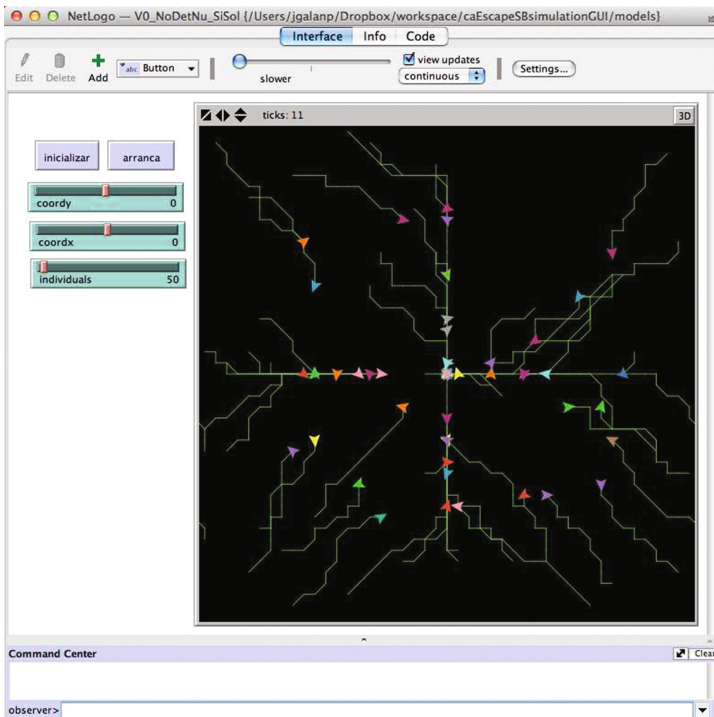 NetLogo — V0_NoDetNu_SiSol {/Users/jgalanp/Dropbox/workspace/caEscapeSBsimulationGUI/models}
Interface Info Code
Edit Delete Add abc Button slower view updates continuous Settings...
ticks: 11 3D
inicializar arranca
coordy 0
coordx 0
individuals 50
Command Center Clear
observer>